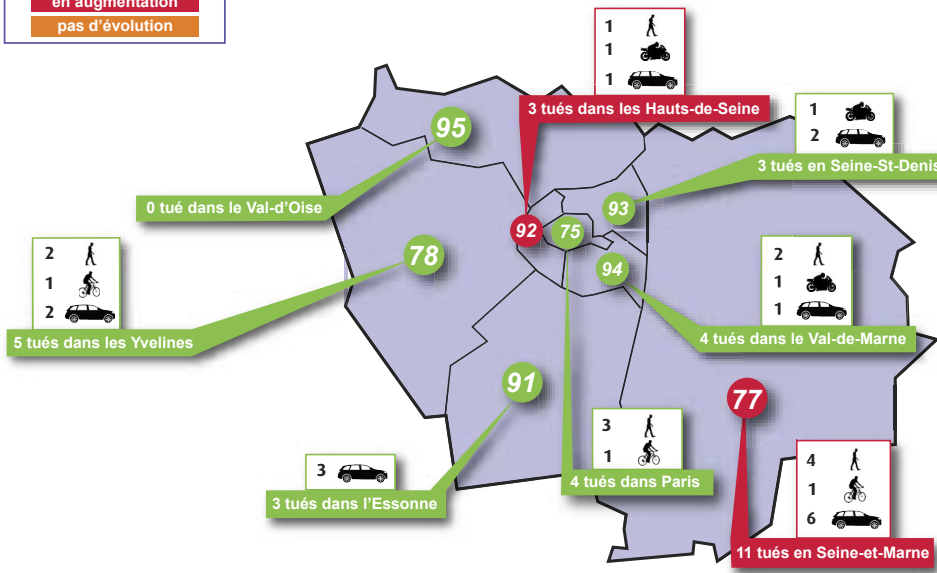 en augmentation
pas d'évolution
1
1
1
3 tués dans les Hauts-de-Seine
1
2
3 tués en Seine-St-Denis
95
0 tué dans le Val-d'Oise
93
92
75
78
94
2
1
2
5 tués dans les Yvelines
2
1
1
4 tués dans le Val-de-Marne
91
77
3
3 tués dans l'Essonne
3
1
4 tués dans Paris
4
1
6
11 tués en Seine-et-Marne